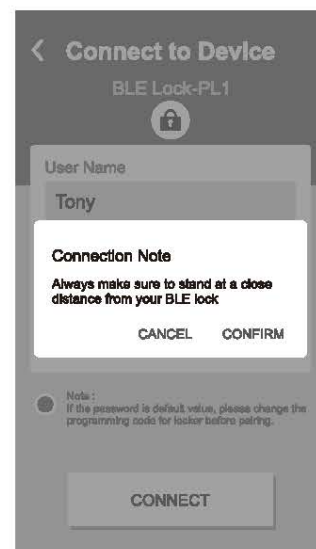 Connect to Device
BLE Lock-PL1
User Name
Tony
Connection Note
Always make sure to stand at a close
distance from your BLE lock
CANCEL CONFIRM
Note :
If the password is default value, please change the
programming code for locker before pairing.
CONNECT